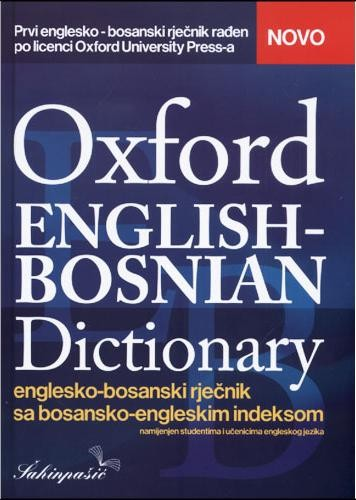 Prvi englesko - bosanski rječnik rađen
po licenci Oxford University Press-a
NOVO
Oxford
ENGLISH-
BOSNIAN
Dictionary
englesko-bosanski rječnik
sa bosansko-engleskim indeksom
namijenjen studentima i učenicima engleskog jezika
Šahinpašić